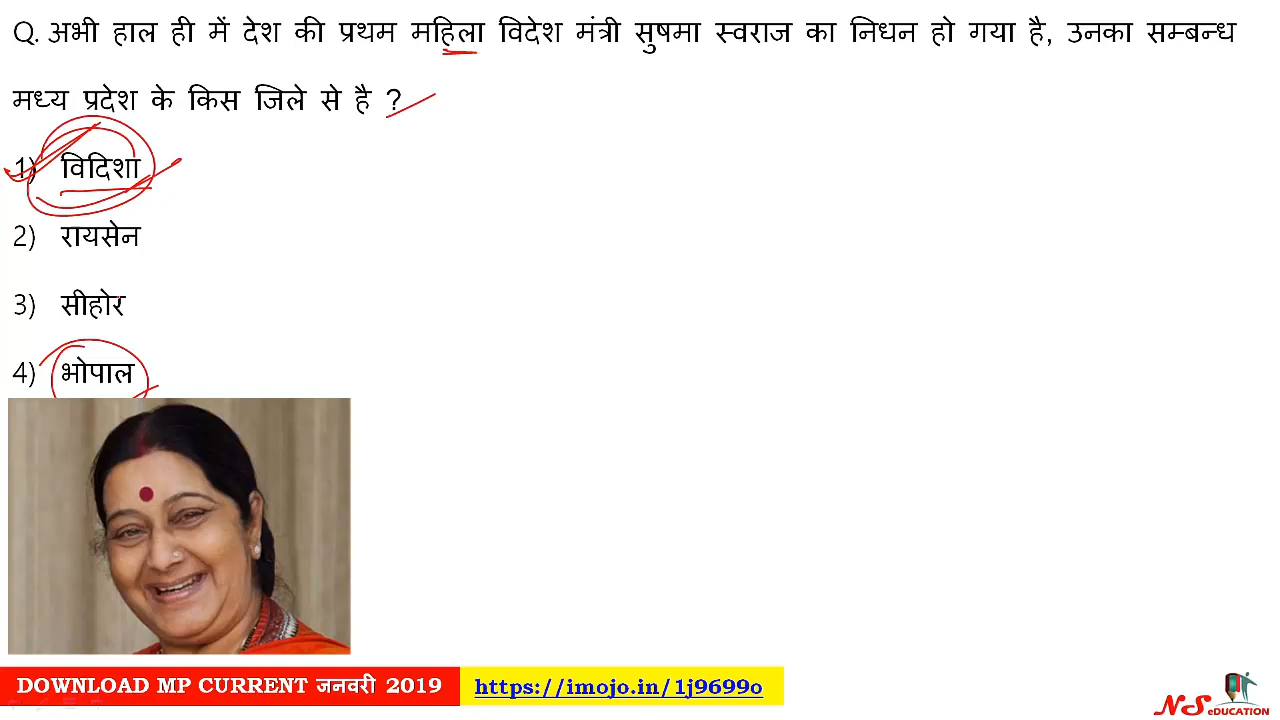 Q. अभी हाल ही में देश की प्रथम महिला विदेश मंत्री सुषमा स्वराज का निधन हो गया है, उनका सम्बन्ध
मध्य प्रदेश के किस जिले से है ?
1) विदिशा
2) रायसेन
3) सीहोर
4) भोपाल
DOWNLOAD MP CURRENT जनवरी 2019 https://imojo.in/1j9699o
NS EDUCATION